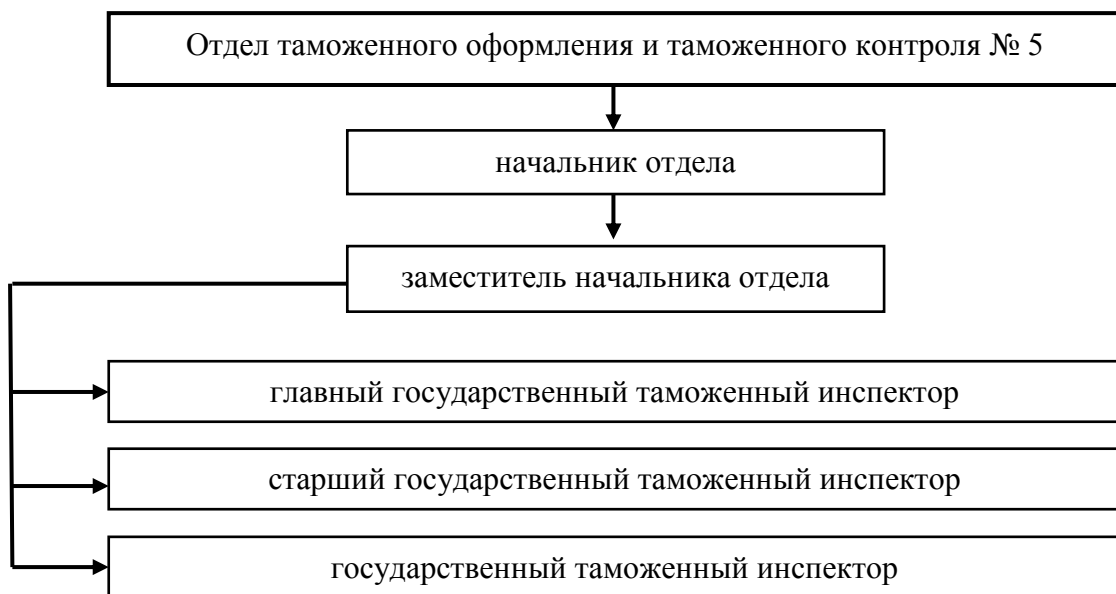 Отдел таможенного оформления и таможенного контроля № 5
начальник отдела
заместитель начальника отдела
главный государственный таможенный инспектор
старший государственный таможенный инспектор
государственный таможенный инспектор